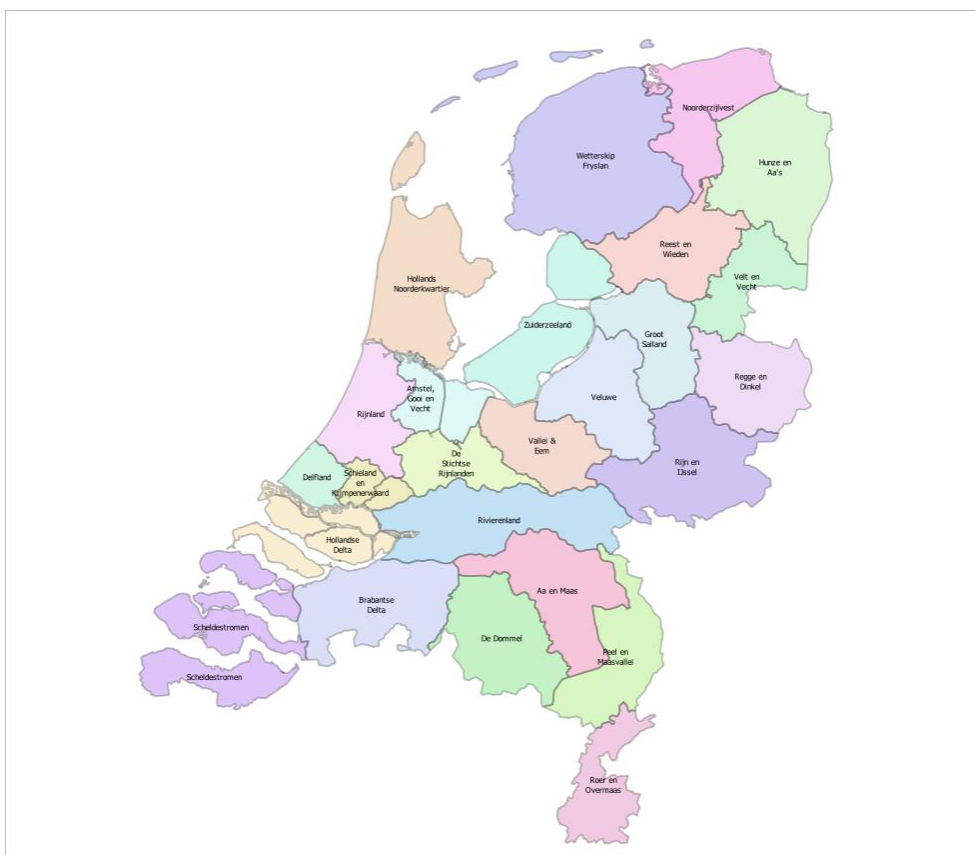 Noorderzijlvest
Wetterskip
Fryslan
Hunze en
Aa's
Reest en
Wieden
Hollands
Noorderkwartier
Velt en
Vecht
Zuiderzeeland
Groot
Salland
Regge en
Dinkel
Amstel,
Gooi en
Vecht
Veluwe
Rijnland
Vallei &
Eem
De
Stichtse
Rijnlanden
Rijn en
IJssel
Delfland
Schieland
en
Krimpenerwaard
Rivierenland
Hollandse
Delta
Aa en Maas
Brabantse
Delta
Scheldestromen
De Dommel
Peel en
Maasvallei
Scheldestromen
Roer en
Overmaas